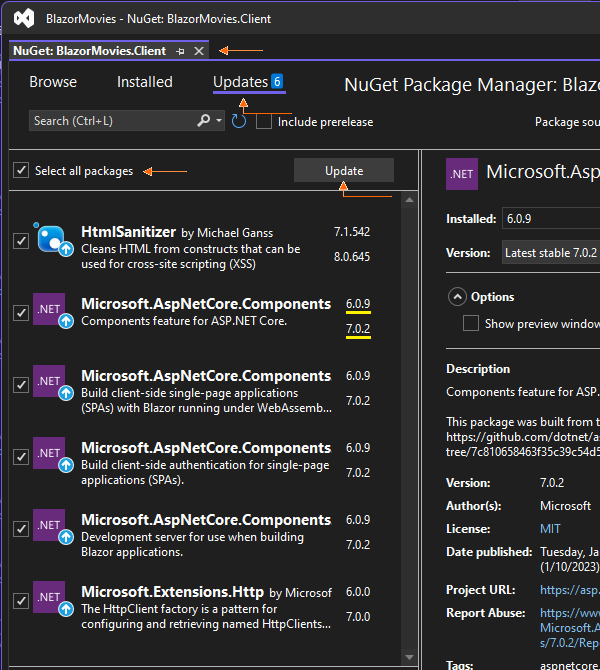 BlazorMovies - NuGet: BlazorMovies.Client
NuGet: BlazorMovies.Client
Browse Installed Updates 6 NuGet Package Manager: Blazo
Search (Ctrl+L) Include prerelease Package sou
Select all packages Update
HtmlSanitizer by Michael Ganss 7.1.542
Cleans HTML from constructs that can be
used for cross-site scripting (XSS) 8.0.645
.NET Microsoft.AspNetCore.Components 6.0.9
Components feature for ASP.NET Core. 7.0.2
.NET Microsoft.AspNetCore.Components 6.0.9
Build client-side single-page applications
(SPAs) with Blazor running under WebAssemb... 7.0.2
.NET Microsoft.AspNetCore.Components 6.0.9
Build client-side authentication for single-page
applications (SPAs). 7.0.2
.NET Microsoft.AspNetCore.Components 6.0.9
Development server for use when building
Blazor applications. 7.0.2
.NET Microsoft.Extensions.Http by Microsof 6.0.0
The HttpClient factory is a pattern for
configuring and retrieving named HttpClients... 7.0.0
.NET Microsoft.Asp
Installed: 6.0.9
Version: Latest stable 7.0.2
Options
Show preview window
Description
Components feature for ASP.
This package was built from t
https://github.com/dotnet/as
tree/7c810658463f35c39c54d5
Version: 7.0.2
Author(s): Microsoft
License: MIT
Date published: Tuesday, Ja
(1/10/2023)
Project URL: https://asp.
Report Abuse: https://www
Microsoft.A
s/7.0.2/Rep
Tags: aspnetcore